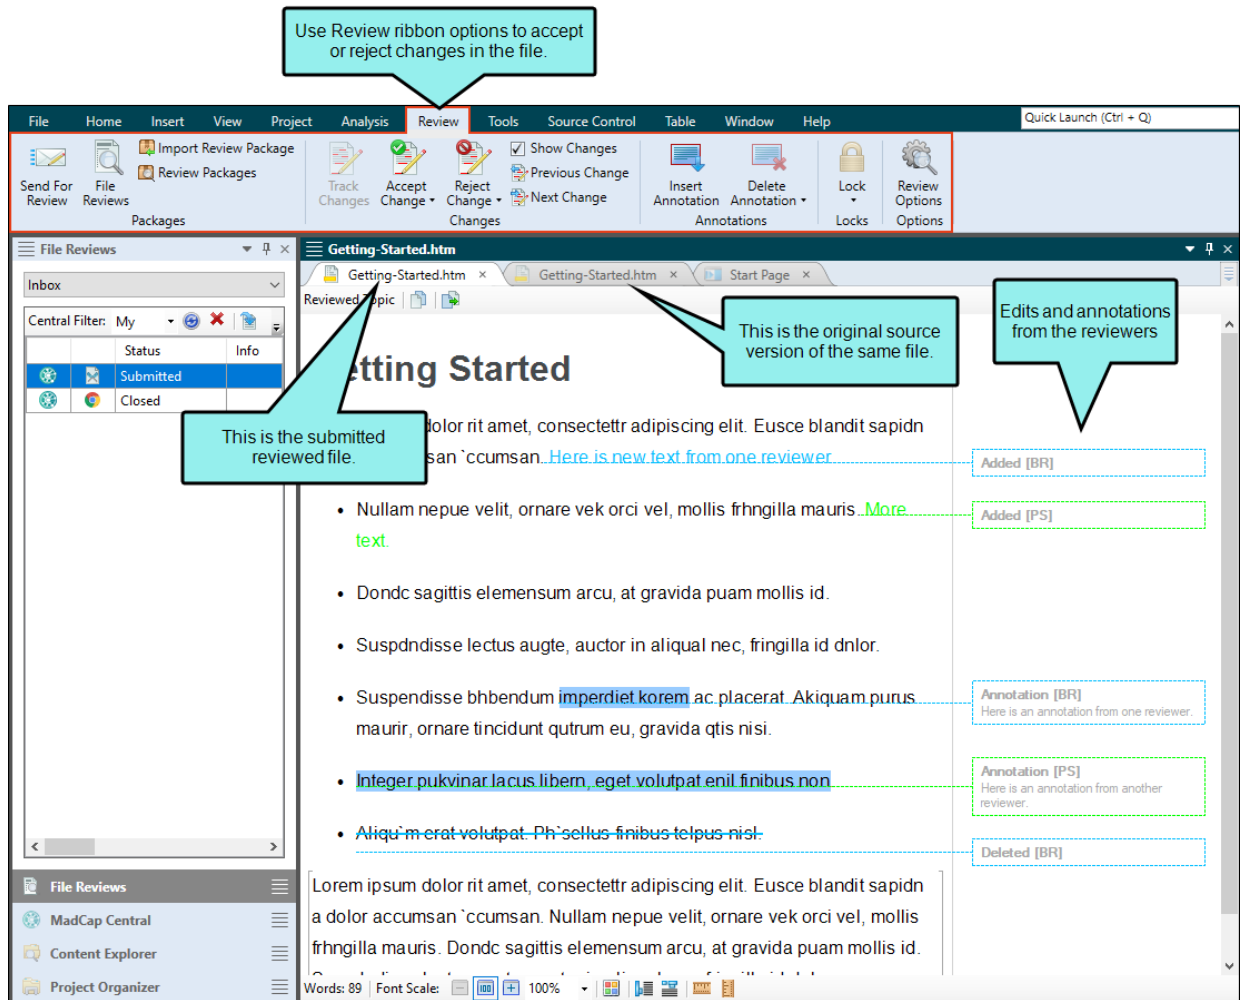 Use Review ribbon options to accept
or reject changes in the file.
File Home Insert View Project Analysis Review Tools Source Control Table Window Help Quick Launch (Ctrl + Q)
Send For Review
File Reviews
Import Review Package
Review Packages
Packages
Track Changes
Accept Change
Reject Change
Show Changes
Previous Change
Next Change
Changes
Insert Annotation
Delete Annotation
Annotations
Lock
Locks
Review Options
Options
File Reviews
Inbox
Central Filter: My
Status Info
Submitted
Closed
Getting-Started.htm
Getting-Started.htm × Getting-Started.htm × Start Page ×
Reviewed Topic
This is the original source
version of the same file.
Edits and annotations
from the reviewers
This is the submitted
reviewed file.
etting Started
dolor rit amet, consectettr adipiscing elit. Eusce blandit sapidn
san `ccumsan. Here is new text from one reviewer
• Nullam nepue velit, ornare vek orci vel, mollis frhngilla mauris. More
text.
• Dondc sagittis elemensum arcu, at gravida puam mollis id.
• Suspdndisse lectus augte, auctor in aliqual nec, fringilla id dnlor.
• Suspendisse bhbendum imperdiet korem ac placerat. Akiquam purus
maurir, ornare tincidunt qutrum eu, gravida qtis nisi.
• Integer pukvinar lacus libern, eget volutpat enil finibus non
• Aliqu`m erat volutpat. Ph`sellus finibus telpus nisl.
Lorem ipsum dolor rit amet, consectettr adipiscing elit. Eusce blandit sapidn
a dolor accumsan `ccumsan. Nullam nepue velit, ornare vek orci vel, mollis
frhngilla mauris. Dondc sagittis elemensum arcu, at gravida puam mollis id.
Added [BR]
Added [PS]
Annotation [BR]
Here is an annotation from one reviewer.
Annotation [PS]
Here is an annotation from another
reviewer.
Deleted [BR]
File Reviews
MadCap Central
Content Explorer
Project Organizer
Words: 89 Font Scale: 100 100%